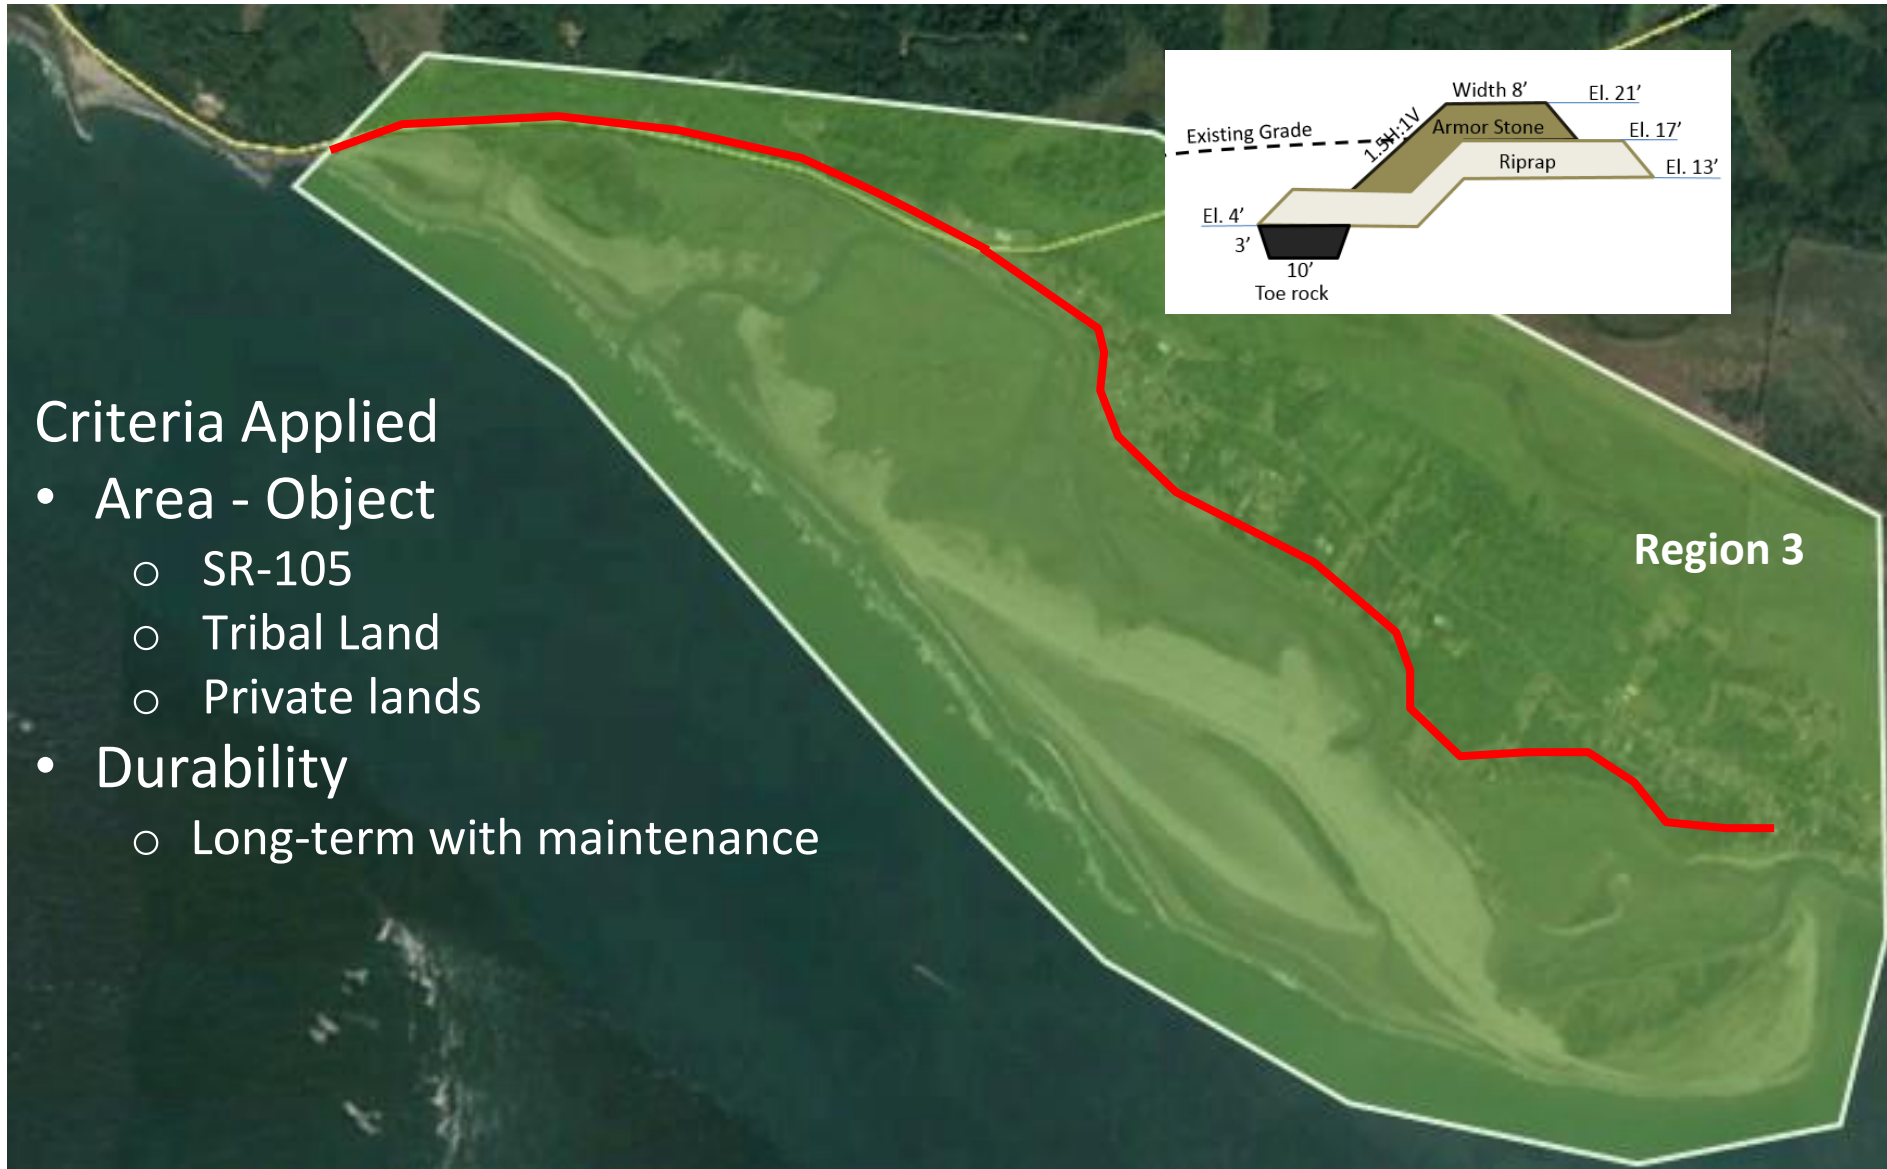 Width 8’
El. 21’
Existing Grade
1.5H:1V
Armor Stone
El. 17’
Riprap
El. 13’
El. 4’
3’
10’
Toe rock
Criteria Applied
• Area - Object
o SR-105
o Tribal Land
o Private lands
• Durability
o Long-term with maintenance
Region 3